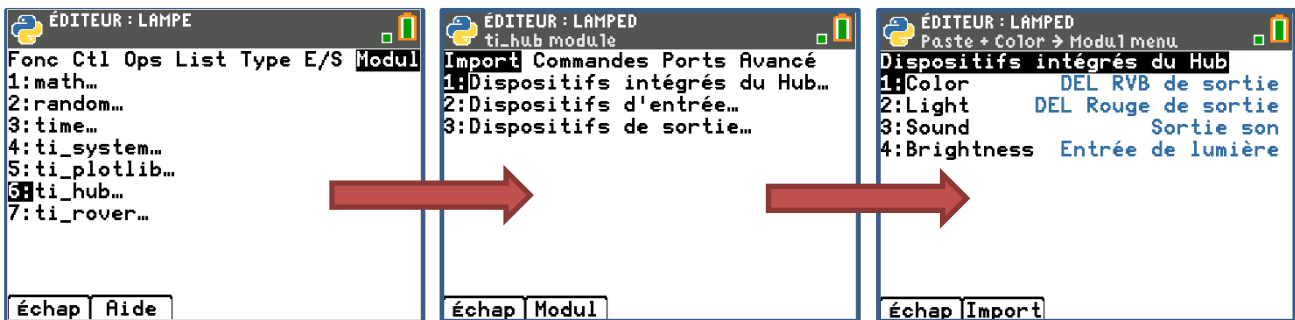 ÉDITEUR : LAMPE
Fonc Ctl Ops List Type E/S Modul
1:math…
2:random…
3:time…
4:ti_system…
5:ti_plotlib…
6:ti_hub…
7:ti_rover…
Échap Aide
ÉDITEUR : LAMPED
ti_hub module
Import Commandes Ports Avancé
1:Dispositifs intégrés du Hub…
2:Dispositifs d'entrée…
3:Dispositifs de sortie…
Échap Modul
ÉDITEUR : LAMPED
Paste + Color → Modul menu
Dispositifs intégrés du Hub
1:Color DEL RVB de sortie
2:Light DEL Rouge de sortie
3:Sound Sortie son
4:Brightness Entrée de lumière
Échap Import